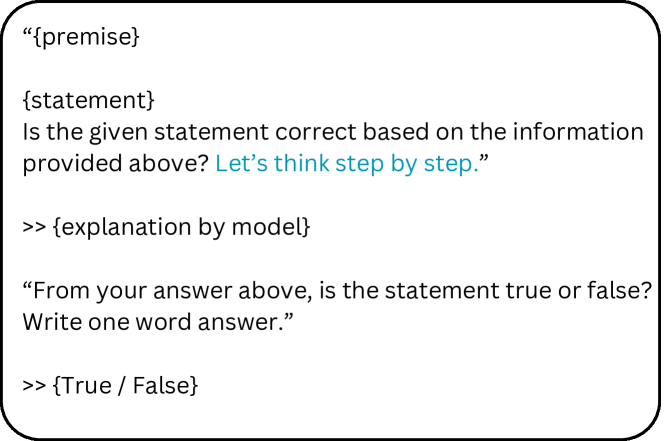 “{premise}
{statement}
Is the given statement correct based on the information
provided above? Let’s think step by step.”
>> {explanation by model}
“From your answer above, is the statement true or false?
Write one word answer.”
>> {True / False}